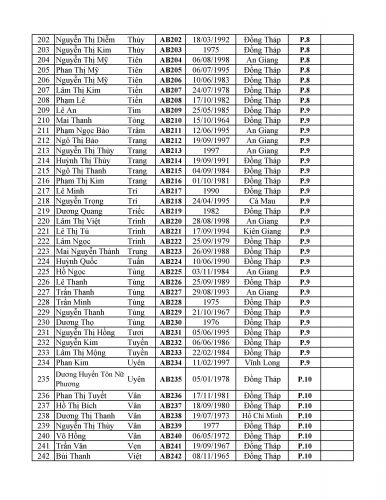 202 Nguyễn Thị Diễm Thúy AB202 18/03/1992 Đồng Tháp P.8
203 Nguyễn Thị Kim Thúy AB203 1975 Đồng Tháp P.8
204 Nguyễn Thị Mỹ Tiên AB204 06/08/1998 An Giang P.8
205 Phan Thị Mỹ Tiên AB205 06/07/1995 Đồng Tháp P.8
206 Nguyễn Thị Mỹ Tiên AB206 10/06/1983 Đồng Tháp P.8
207 Lâm Thị Kim Tiến AB207 24/07/1978 Đồng Tháp P.8
208 Phạm Lê Tiến AB208 17/10/1982 Đồng Tháp P.8
209 Lê An Tim AB209 25/05/1985 Đồng Tháp P.9
210 Mai Thanh Tòng AB210 15/10/1964 Đồng Tháp P.9
211 Phạm Ngọc Bảo Trâm AB211 12/06/1995 An Giang P.9
212 Ngô Thị Bảo Trang AB212 19/09/1997 An Giang P.9
213 Nguyễn Thị Thùy Trang AB213 1997 An Giang P.9
214 Huỳnh Thị Thùy Trang AB214 19/09/1991 Đồng Tháp P.9
215 Ngô Thị Thanh Trang AB215 04/09/1984 Đồng Tháp P.9
216 Phạm Thị Kim Trang AB216 01/10/1981 Đồng Tháp P.9
217 Lê Minh Trí AB217 1990 Đồng Tháp P.9
218 Nguyễn Trọng Trí AB218 24/04/1995 Cà Mau P.9
219 Dương Quang Triếc AB219 1982 Đồng Tháp P.9
220 Lâm Thị Việt Trinh AB220 28/08/1998 An Giang P.9
221 Lê Thị Tú Trinh AB221 17/09/1994 Kiên Giang P.9
222 Lâm Ngọc Trinh AB222 25/09/1979 Đồng Tháp P.9
223 Mai Nguyễn Thành Trung AB223 26/09/1988 Đồng Tháp P.9
224 Huỳnh Quốc Tuấn AB224 10/06/1990 Đồng Tháp P.9
225 Hồ Ngọc Tùng AB225 03/11/1984 An Giang P.9
226 Lê Thanh Tùng AB226 25/09/1989 Đồng Tháp P.9
227 Trần Thanh Tùng AB227 29/08/1993 An Giang P.9
228 Trần Minh Tùng AB228 1975 Đồng Tháp P.9
229 Nguyễn Thanh Tùng AB229 21/10/1967 Đồng Tháp P.9
230 Dương Thọ Tùng AB230 1976 Đồng Tháp P.9
231 Nguyễn Thị Hồng Tươi AB231 05/06/1995 Đồng Tháp P.9
232 Nguyễn Kim Tuyến AB232 06/06/1986 Đồng Tháp P.9
233 Lâm Thị Mộng Tuyền AB233 22/02/1984 Đồng Tháp P.9
234 Phan Kim Uyên AB234 11/02/1997 Vĩnh Long P.9
235 Dương Huyền Tôn Nữ Phương Uyên AB235 05/01/1978 Đồng Tháp P.10
236 Phan Thị Tuyết Vân AB236 17/11/1981 Đồng Tháp P.10
237 Hồ Thị Bích Vân AB237 18/09/1980 Đồng Tháp P.10
238 Dương Thị Thanh Vân AB238 19/07/1973 Hồ Chí Minh P.10
239 Nguyễn Thị Thúy Vân AB239 1977 Đồng Tháp P.10
240 Võ Hồng Vân AB240 06/05/1972 Đồng Tháp P.10
241 Trần Văn Vẹn AB241 19/09/1967 Đồng Tháp P.10
242 Bùi Thanh Việt AB242 08/11/1965 Đồng Tháp P.10